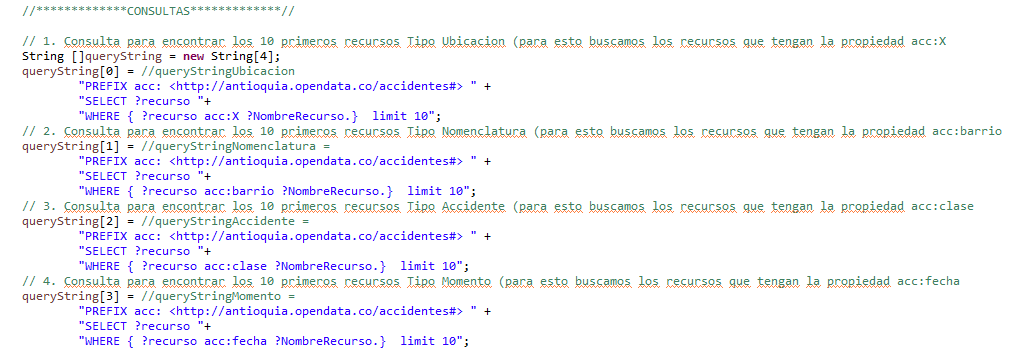 //*************CONSULTAS*************//
// 1. Consulta para encontrar los 10 primeros recursos Tipo Ubicacion (para esto buscamos los recursos que tengan la propiedad acc:X
String []queryString = new String[4];
queryString[0] = //queryStringUbicacion
"PREFIX acc: <http://antioquia.opendata.co/accidentes#> " +
"SELECT ?recurso "+
"WHERE { ?recurso acc:X ?NombreRecurso.}  limit 10";
// 2. Consulta para encontrar los 10 primeros recursos Tipo Nomenclatura (para esto buscamos los recursos que tengan la propiedad acc:barrio
queryString[1] = //queryStringNomenclatura =
"PREFIX acc: <http://antioquia.opendata.co/accidentes#> " +
"SELECT ?recurso "+
"WHERE { ?recurso acc:barrio ?NombreRecurso.}  limit 10";
// 3. Consulta para encontrar los 10 primeros recursos Tipo Accidente (para esto buscamos los recursos que tengan la propiedad acc:clase
queryString[2] = //queryStringAccidente =
"PREFIX acc: <http://antioquia.opendata.co/accidentes#> " +
"SELECT ?recurso "+
"WHERE { ?recurso acc:clase ?NombreRecurso.}  limit 10";
// 4. Consulta para encontrar los 10 primeros recursos Tipo Momento (para esto buscamos los recursos que tengan la propiedad acc:fecha
queryString[3] = //queryStringMomento =
"PREFIX acc: <http://antioquia.opendata.co/accidentes#> " +
"SELECT ?recurso "+
"WHERE { ?recurso acc:fecha ?NombreRecurso.}  limit 10";